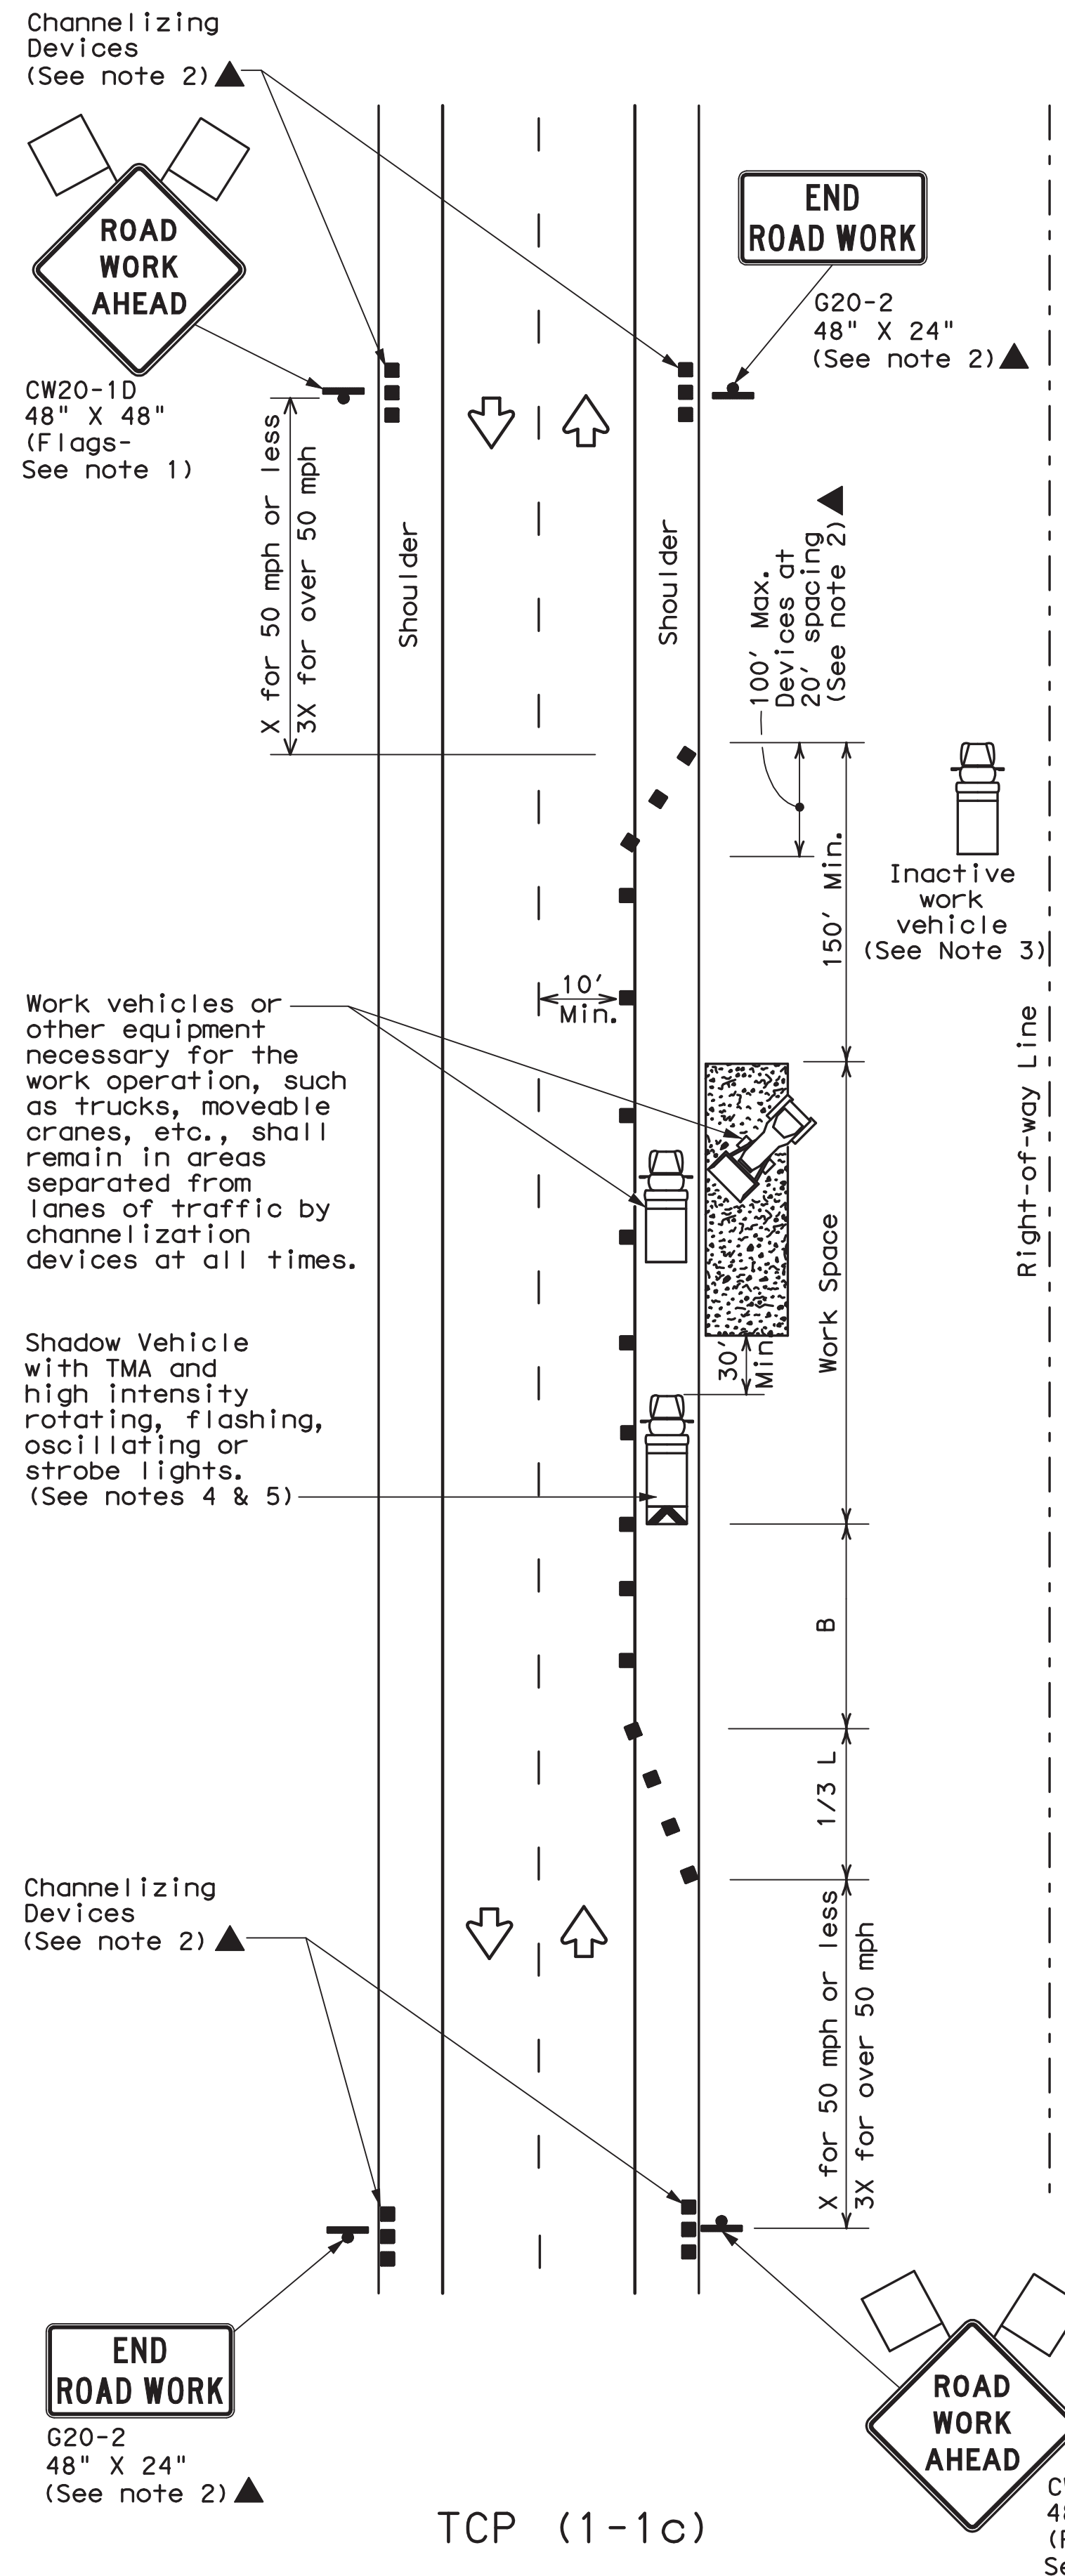 Channelizing
Devices
(See note 2)
ROAD
WORK
AHEAD
CW20-1D
48" X 48"
(Flags-
See note 1)
END
ROAD WORK
G20-2
48" X 24"
(See note 2)
X for 50 mph or less
3X for over 50 mph
Shoulder
Shoulder
100' Max.
Devices at
20' spacing
(See note 2)
150' Min.
Inactive
work
vehicle
(See Note 3)
10'
Min.
Work vehicles or
other equipment
necessary for the
work operation, such
as trucks, moveable
cranes, etc., shall
remain in areas
separated from
lanes of traffic by
channelization
devices at all times.
Right-of-way Line
Work Space
30'
Min.
Shadow Vehicle
with TMA and
high intensity
rotating, flashing,
oscillating or
strobe lights.
(See notes 4 & 5)
B
1/3 L
Channelizing
Devices
(See note 2)
X for 50 mph or less
3X for over 50 mph
END
ROAD WORK
G20-2
48" X 24"
(See note 2)
ROAD
WORK
AHEAD
TCP (1-1c)